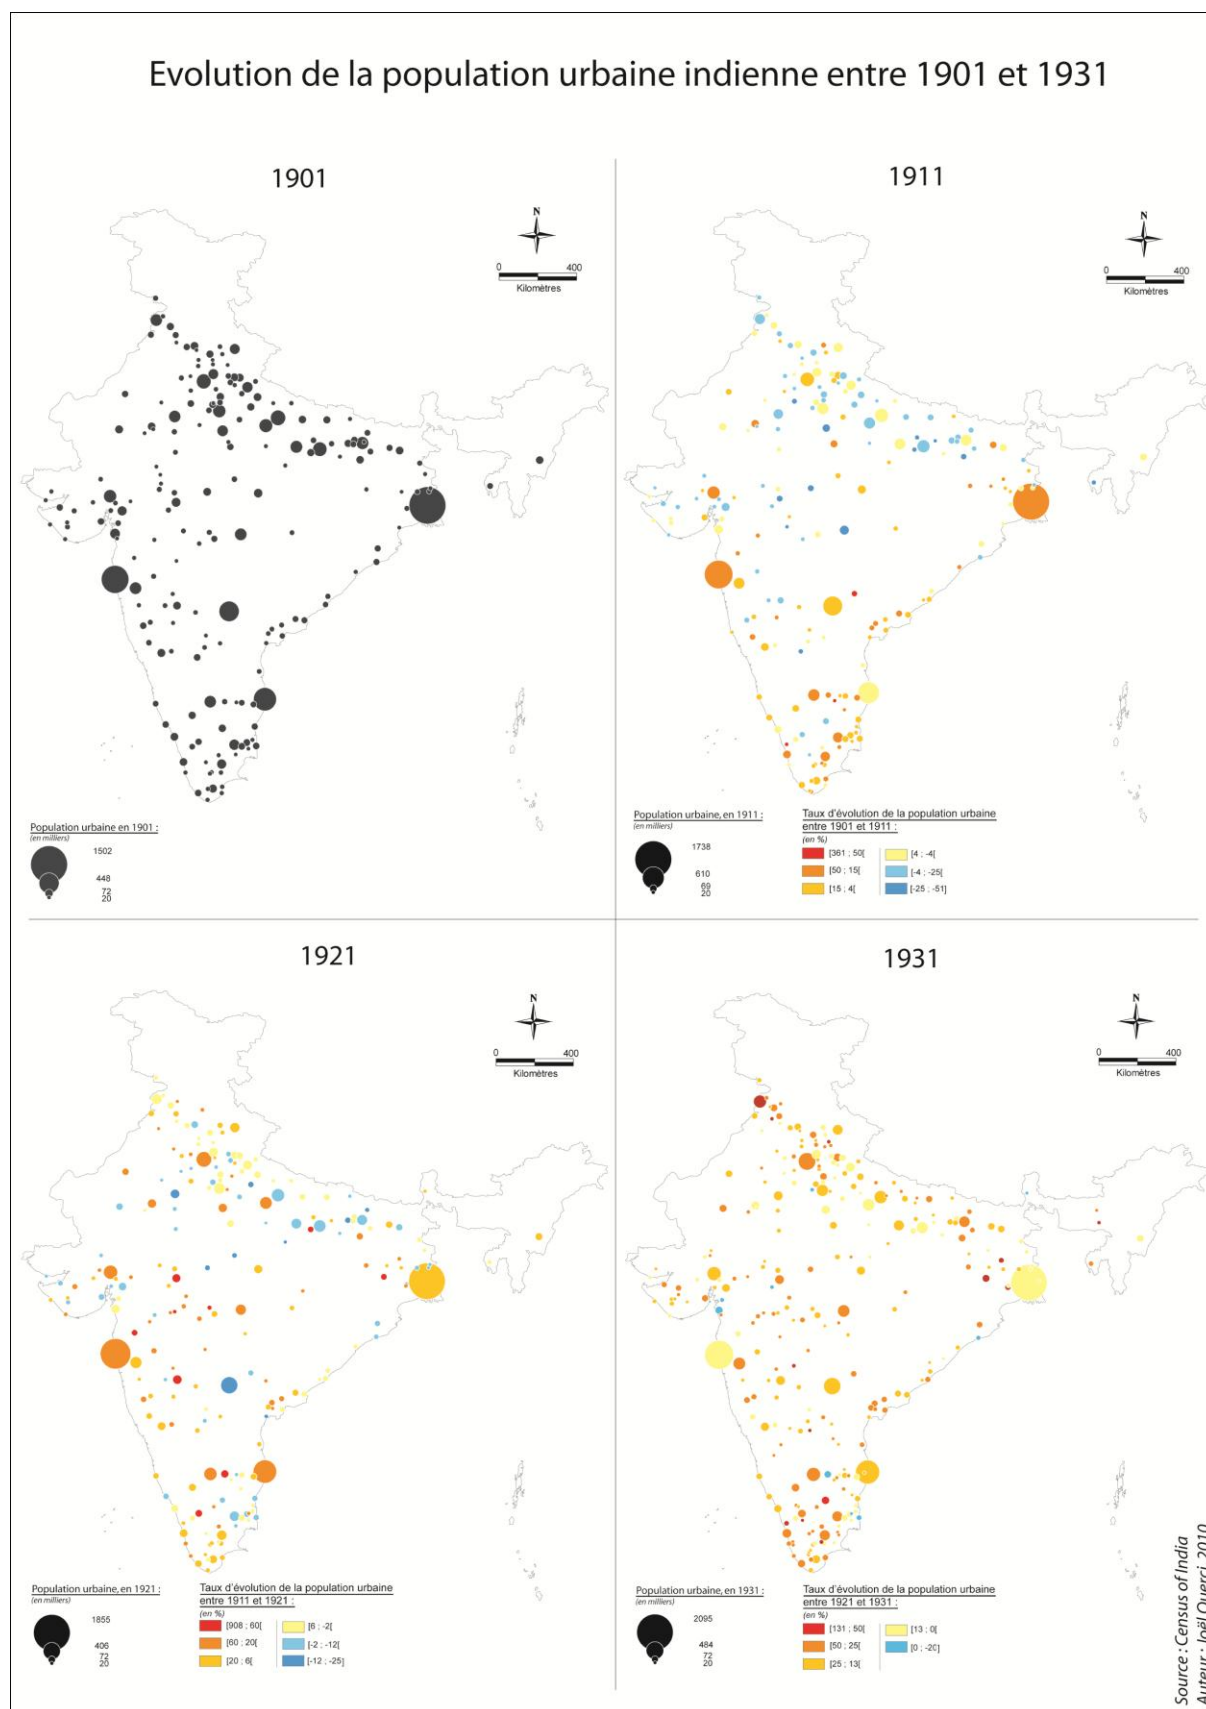 Evolution de la population urbaine indienne entre 1901 et 1931
1901
N
0 400
Kilomètres
Population urbaine en 1901 :
(en milliers)
1502
448
72
20
1911
N
0 400
Kilomètres
Population urbaine, en 1911 :
(en milliers)
1738
610
69
20
Taux d'évolution de la population urbaine
entre 1901 et 1911 :
(en %)
[361 ; 50[
[50 ; 15[
[15 ; 4[
[4 ; -4[
[-4 ; -25[
[-25 ; -51]
1921
N
0 400
Kilomètres
Population urbaine, en 1921 :
(en milliers)
1855
406
72
20
Taux d'évolution de la population urbaine
entre 1911 et 1921 :
(en %)
[908 ; 60[
[60 ; 20[
[20 ; 6[
[6 ; -2[
[-2 ; -12[
[-12 ; -25]
1931
N
0 400
Kilomètres
Population urbaine, en 1931 :
(en milliers)
2095
484
72
20
Taux d'évolution de la population urbaine
entre 1921 et 1931 :
(en %)
[131 ; 50[
[50 ; 25[
[25 ; 13[
[13 ; 0[
[0 ; -20[
Source : Census of India
Auteur : Joël Querci, 2010